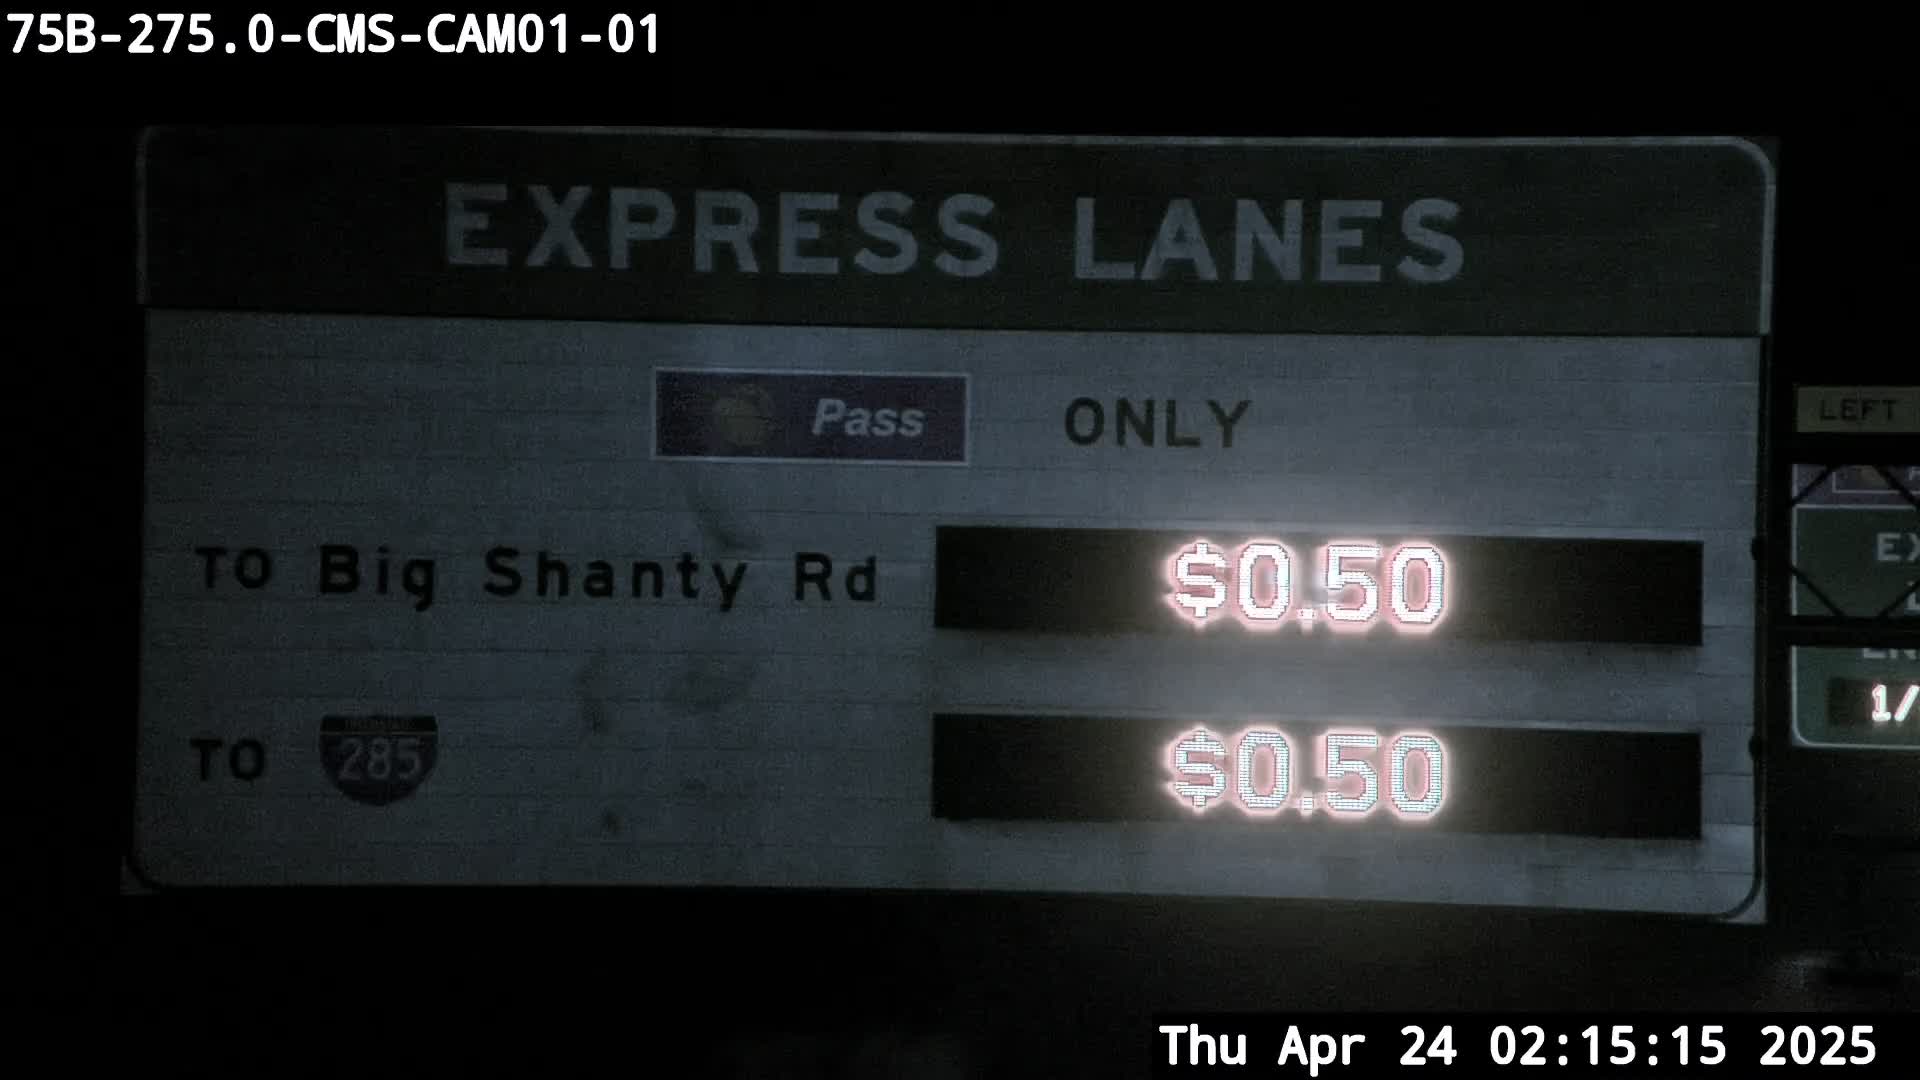 75B-275.0-CMS-CAM01-01
EXPRESS LANES
Pass ONLY
TO Big Shanty Rd $0.50
TO 285 $0.50
LEFT
1/
Thu Apr 24 02:15:15 2025